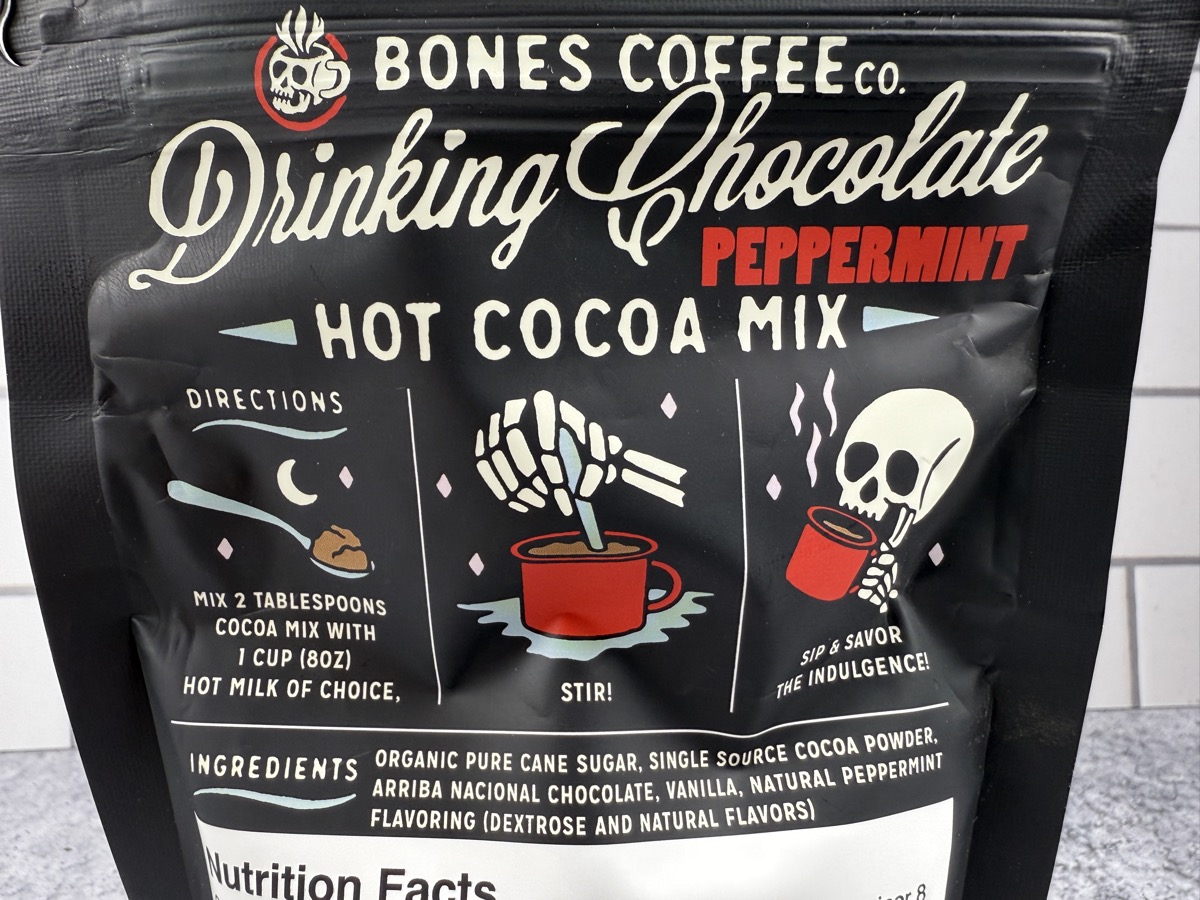 BONES COFFEE CO.
Drinking Chocolate
PEPPERMINT
HOT COCOA MIX
DIRECTIONS
MIX 2 TABLESPOONS
COCOA MIX WITH
1 CUP (8OZ)
HOT MILK OF CHOICE,
STIR!
SIP & SAVOR
THE INDULGENCE!
INGREDIENTS
ORGANIC PURE CANE SUGAR, SINGLE SOURCE COCOA POWDER,
ARRIBA NACIONAL CHOCOLATE, VANILLA, NATURAL PEPPERMINT
FLAVORING (DEXTROSE AND NATURAL FLAVORS)
Nutrition Facts
8